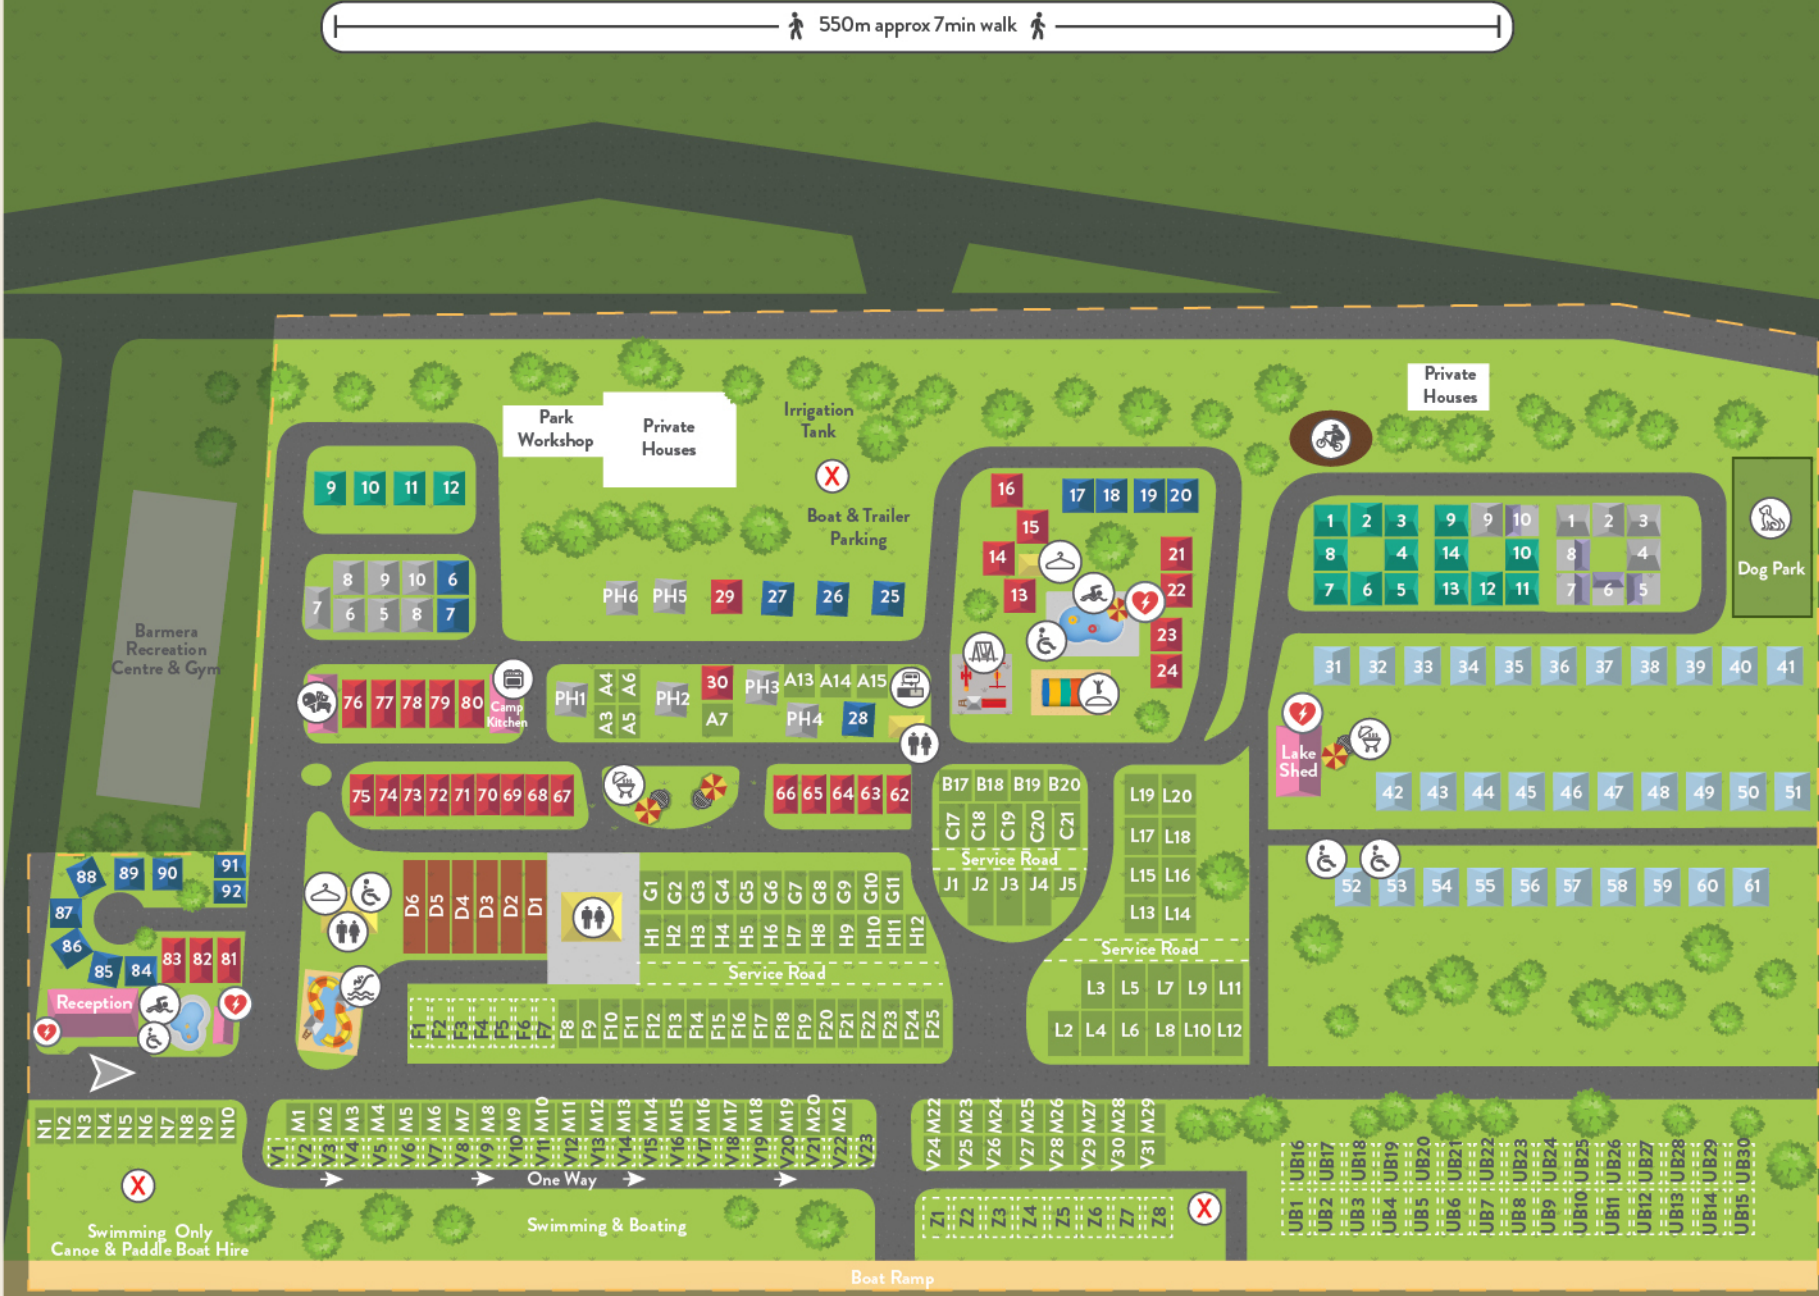 550m approx 7min walk
Private
Houses
Park
Workshop
Private
Houses
Irrigation
Tank
X
Boat & Trailer
Parking
9 10 11 12
8 9 10 6
7 6 5 8 7
PH6 PH5 29 27 26 25
16 17 18 19 20
15
14 21
13 22
23
24
1 2 3 9 9 10 1 2 3
8 4 14 10 8 4
7 6 5 13 12 11 7 6 5
Dog Park
Barmera
Recreation
Centre & Gym
76 77 78 79 80
Camp
Kitchen
PH1 A4 A6 PH2 30 PH3 A13 A14 A15
A3 A5 A7 PH4 28
31 32 33 34 35 36 37 38 39 40 41
Lake
Shed
42 43 44 45 46 47 48 49 50 51
75 74 73 72 71 70 69 68 67
66 65 64 63 62
B17 B18 B19 B20
C17 C18 C19 C20 C21
Service Road
J1 J2 J3 J4 J5
L19 L20
L17 L18
L15 L16
L13 L14
Service Road
L3 L5 L7 L9 L11
L2 L4 L6 L8 L10 L12
52 53 54 55 56 57 58 59 60 61
88 89 90 91
92
87
86
85 84 83 82 81
Reception
D6 D5 D4 D3 D2 D1
G1 G2 G3 G4 G5 G6 G7 G8 G9 G10 G11
H1 H2 H3 H4 H5 H6 H7 H8 H9 H10 H11 H12
Service Road
F1 F2 F3 F4 F5 F6 F7 F8 F9 F10 F11 F12 F13 F14 F15 F16 F17 F18 F19 F20 F21 F22 F23 F24 F25
N1 N2 N3 N4 N5 N6 N7 N8 N9 N10
M1 M2 M3 M4 M5 M6 M7 M8 M9 M10 M11 M12 M13 M14 M15 M16 M17 M18 M19 M20 M21
V1 V2 V3 V4 V5 V6 V7 V8 V9 V10 V11 V12 V13 V14 V15 V16 V17 V18 V19 V20 V21 V22 V23
M22 M23 M24 M25 M26 M27 M28 M29
V24 V25 V26 V27 V28 V29 V30 V31
One Way
UB16 UB17 UB18 UB19 UB20 UB21 UB22 UB23 UB24 UB25 UB26 UB27 UB28 UB29 UB30
UB1 UB2 UB3 UB4 UB5 UB6 UB7 UB8 UB9 UB10 UB11 UB12 UB13 UB14 UB15
Z1 Z2 Z3 Z4 Z5 Z6 Z7 Z8
X
X
Swimming Only
Canoe & Paddle Boat Hire
Swimming & Boating
Boat Ramp